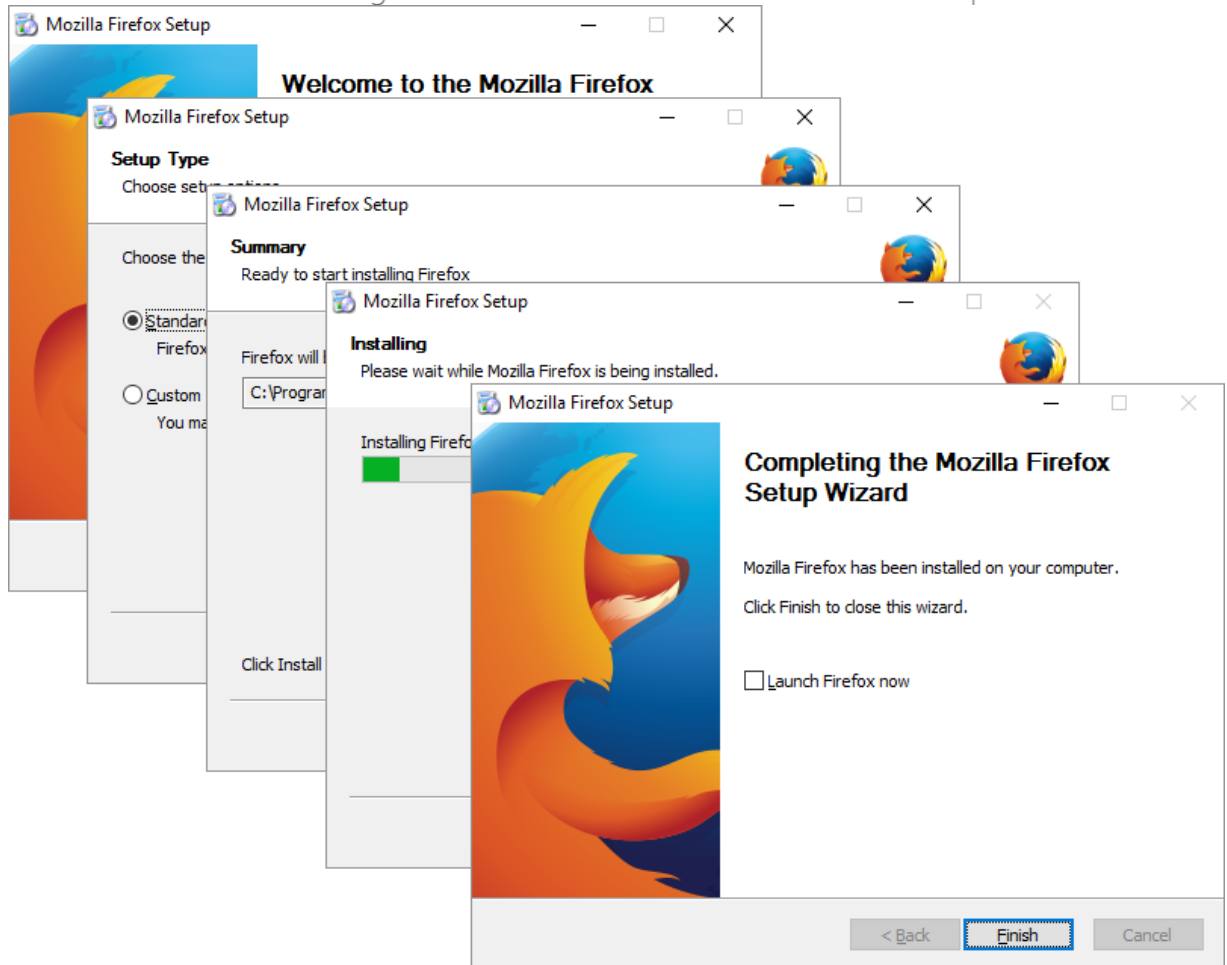 Mozilla Firefox Setup
Welcome to the Mozilla Firefox
Mozilla Firefox Setup
Setup Type
Choose setup options
Choose the
Standar
Firefox
Custom
You ma
Mozilla Firefox Setup
Summary
Ready to start installing Firefox
Firefox will
C:\Progra
Click Install
Mozilla Firefox Setup
Installing
Please wait while Mozilla Firefox is being installed.
Installing Firefo
Mozilla Firefox Setup
Completing the Mozilla Firefox
Setup Wizard
Mozilla Firefox has been installed on your computer.
Click Finish to close this wizard.
Launch Firefox now
< Back Finish Cancel